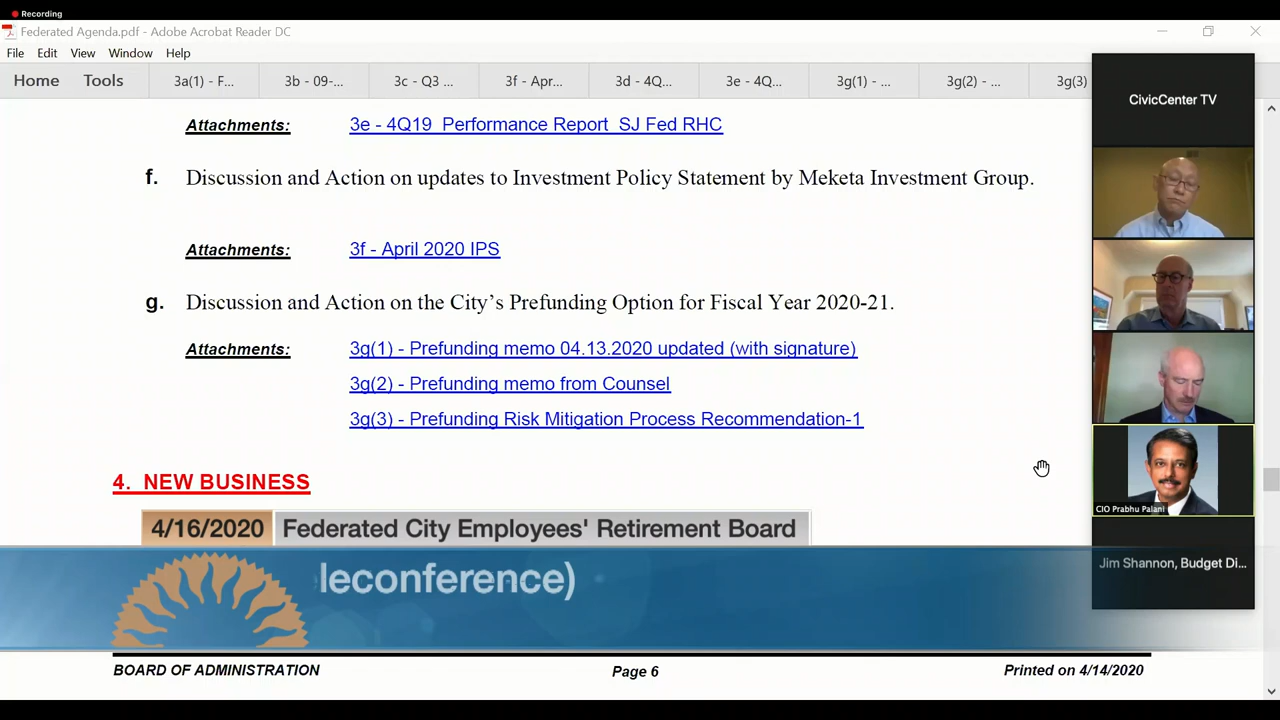 Recording
Federated Agenda.pdf - Adobe Acrobat Reader DC
File Edit View Window Help
Home Tools 3a(1) - F... 3b - 09-... 3c - Q3 ... 3f - Apr... 3d - 4Q... 3e - 4Q... 3g(1) - ... 3g(2) - ... 3g(3)
Attachments: 3e - 4Q19 Performance Report SJ Fed RHC
f. Discussion and Action on updates to Investment Policy Statement by Meketa Investment Group.
Attachments: 3f - April 2020 IPS
g. Discussion and Action on the City's Prefunding Option for Fiscal Year 2020-21.
Attachments: 3g(1) - Prefunding memo 04.13.2020 updated (with signature)
3g(2) - Prefunding memo from Counsel
3g(3) - Prefunding Risk Mitigation Process Recommendation-1
4. NEW BUSINESS
4/16/2020 Federated City Employees' Retirement Board
leconference)
BOARD OF ADMINISTRATION Page 6 Printed on 4/14/2020
CivicCenter TV
CIO Prabhu Palani
Jim Shannon, Budget Di...